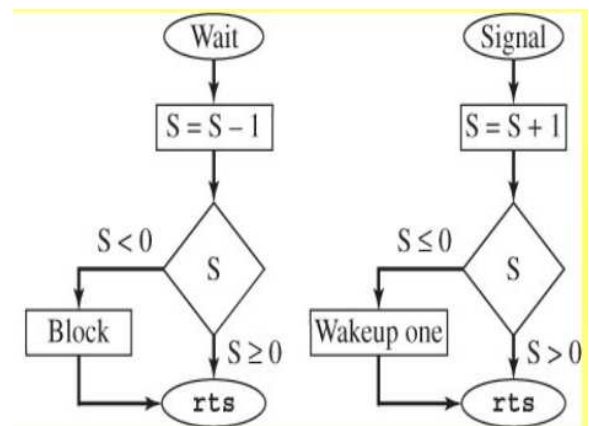 Wait
S = S – 1
S < 0
S
Block
S ≥ 0
rts
Signal
S = S + 1
S ≤ 0
S
Wakeup one
S > 0
rts